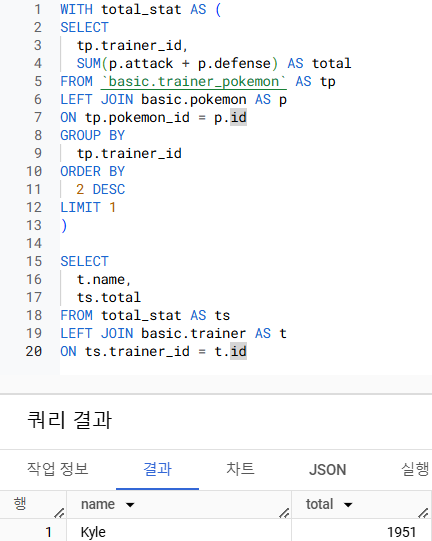 1 WITH total_stat AS (
2 SELECT
3 tp.trainer_id,
4 SUM(p.attack + p.defense) AS total
5 FROM `basic.trainer_pokemon` AS tp
6 LEFT JOIN basic.pokemon AS p
7 ON tp.pokemon_id = p.id
8 GROUP BY
9 tp.trainer_id
10 ORDER BY
11 2 DESC
12 LIMIT 1
13 )
14
15 SELECT
16 t.name,
17 ts.total
18 FROM total_stat AS ts
19 LEFT JOIN basic.trainer AS t
20 ON ts.trainer_id = t.id
쿼리 결과
작업 정보 결과 차트 JSON 실행
행 name total
1 Kyle 1951